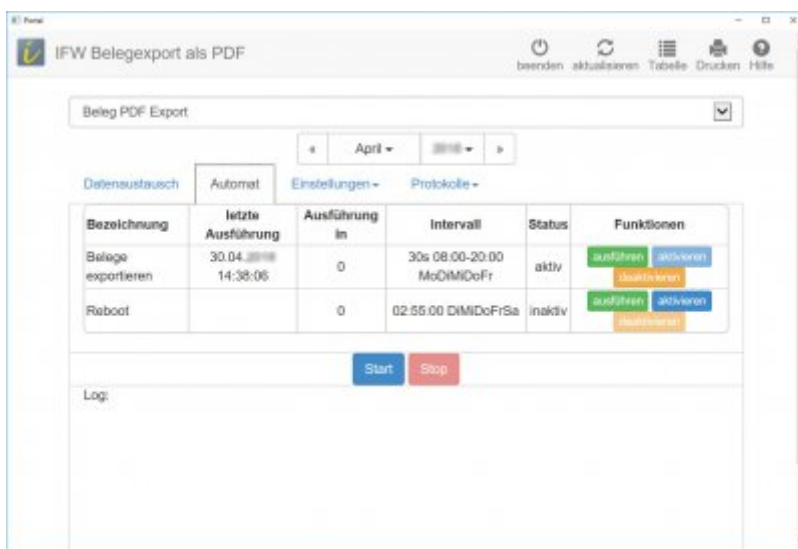 Portal
IFW Belegexport als PDF
beenden aktualisieren Tabelle Drucken Hilfe
Beleg PDF Export
« April »
Datenaustausch Automat Einstellungen Protokolle
Bezeichnung letzte Ausführung Ausführung in Intervall Status Funktionen
Belege exportieren 30.04. 14:38:06 0 30s 08:00-20:00 MoDiMiDoFr aktiv ausführen aktivieren deaktivieren
Reboot 0 02:55:00 DiMiDoFrSa inaktiv ausführen aktivieren deaktivieren
Start Stop
Log: